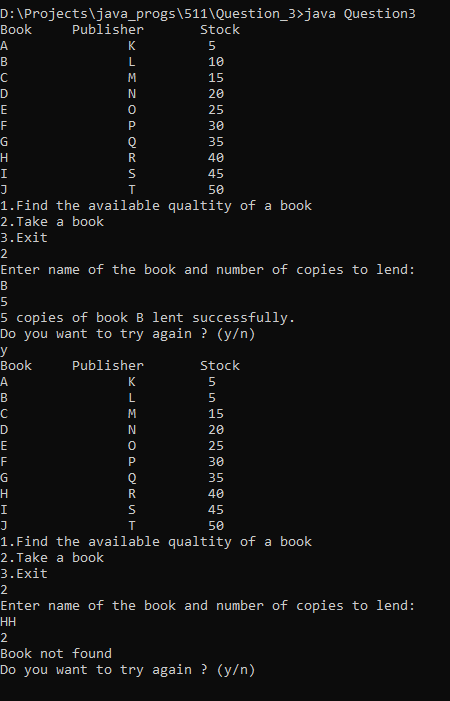 D:\Projects\java_progs\511\Question_3>java Question3
Book Publisher Stock
A K 5
B L 10
C M 15
D N 20
E O 25
F P 30
G Q 35
H R 40
I S 45
J T 50
1.Find the available qualtity of a book
2.Take a book
3.Exit
2
Enter name of the book and number of copies to lend:
B
5
5 copies of book B lent successfully.
Do you want to try again ? (y/n)
y
Book Publisher Stock
A K 5
B L 5
C M 15
D N 20
E O 25
F P 30
G Q 35
H R 40
I S 45
J T 50
1.Find the available qualtity of a book
2.Take a book
3.Exit
2
Enter name of the book and number of copies to lend:
HH
2
Book not found
Do you want to try again ? (y/n)